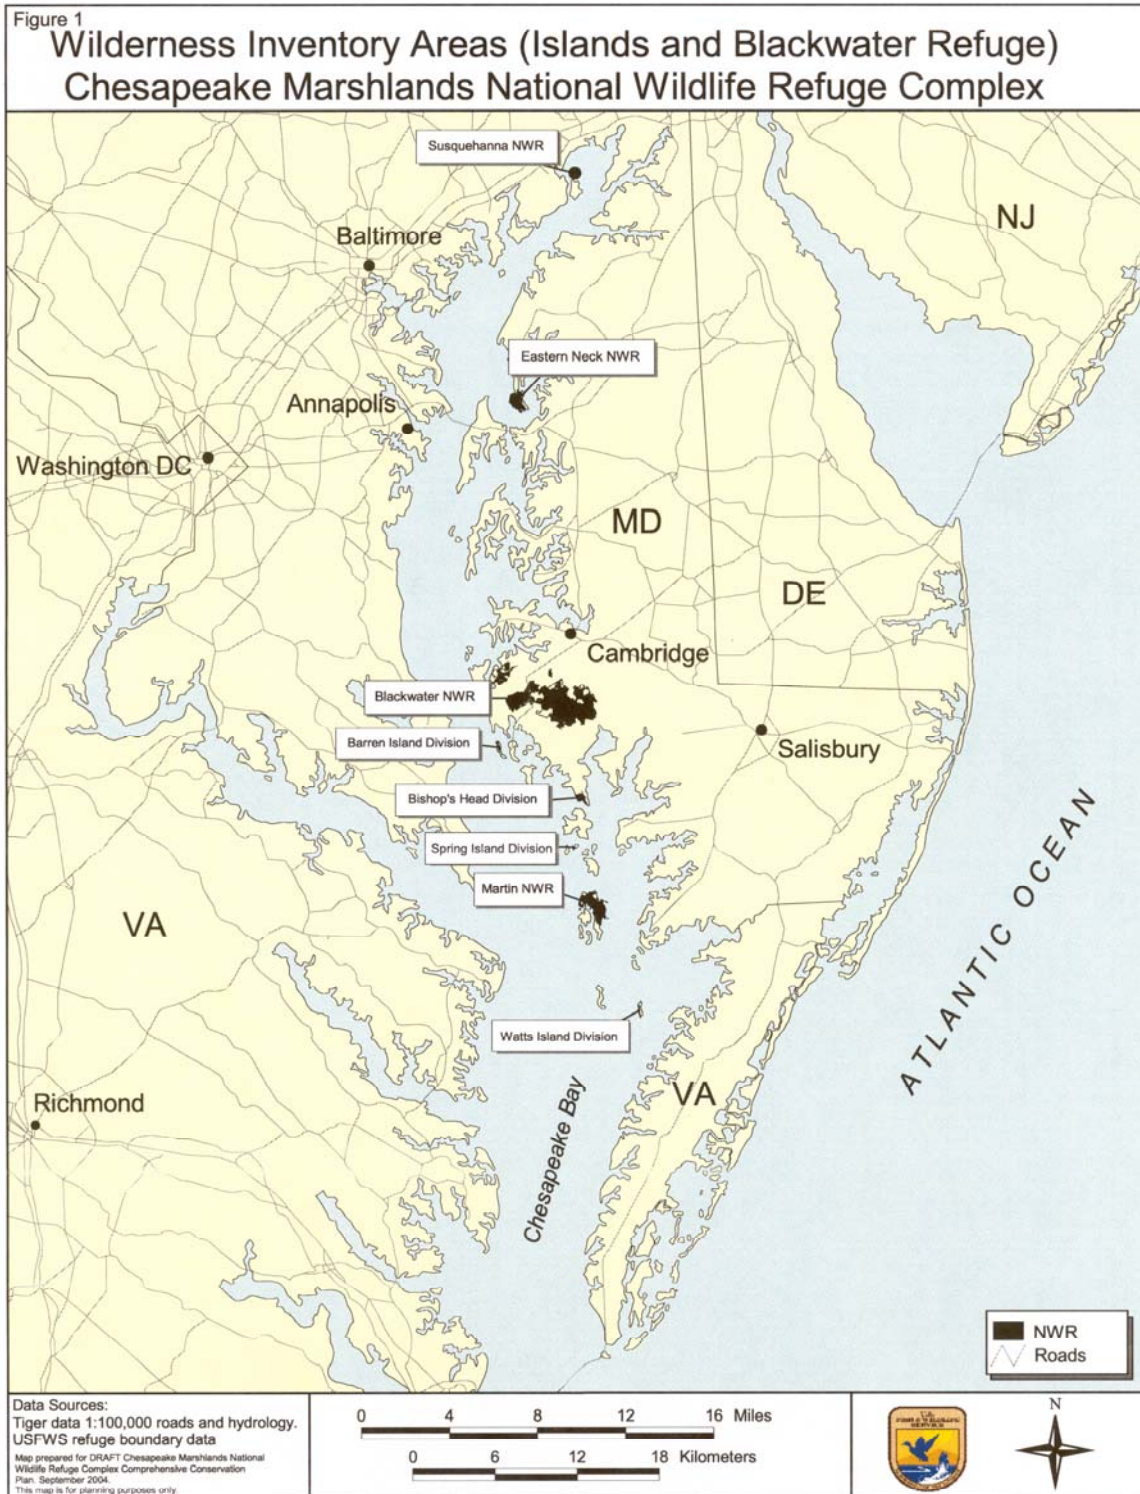 Figure 1
Wilderness Inventory Areas (Islands and Blackwater Refuge)
Chesapeake Marshlands National Wildlife Refuge Complex
Susquehanna NWR
NJ
Baltimore
Eastern Neck NWR
Annapolis
Washington DC
MD
DE
Cambridge
Blackwater NWR
Barren Island Division
Salisbury
Bishop's Head Division
Spring Island Division
Martin NWR
VA
ATLANTIC OCEAN
Watts Island Division
VA
Richmond
Chesapeake Bay
NWR
Roads
Data Sources:
Tiger data 1:100,000 roads and hydrology.
USFWS refuge boundary data
Map prepared for DRAFT Chesapeake Marshlands National
Wildlife Refuge Complex Comprehensive Conservation
Plan. September 2004.
This map is for planning purposes only.
0 4 8 12 16 Miles
0 6 12 18 Kilometers
FISH & WILDLIFE
SERVICE
N